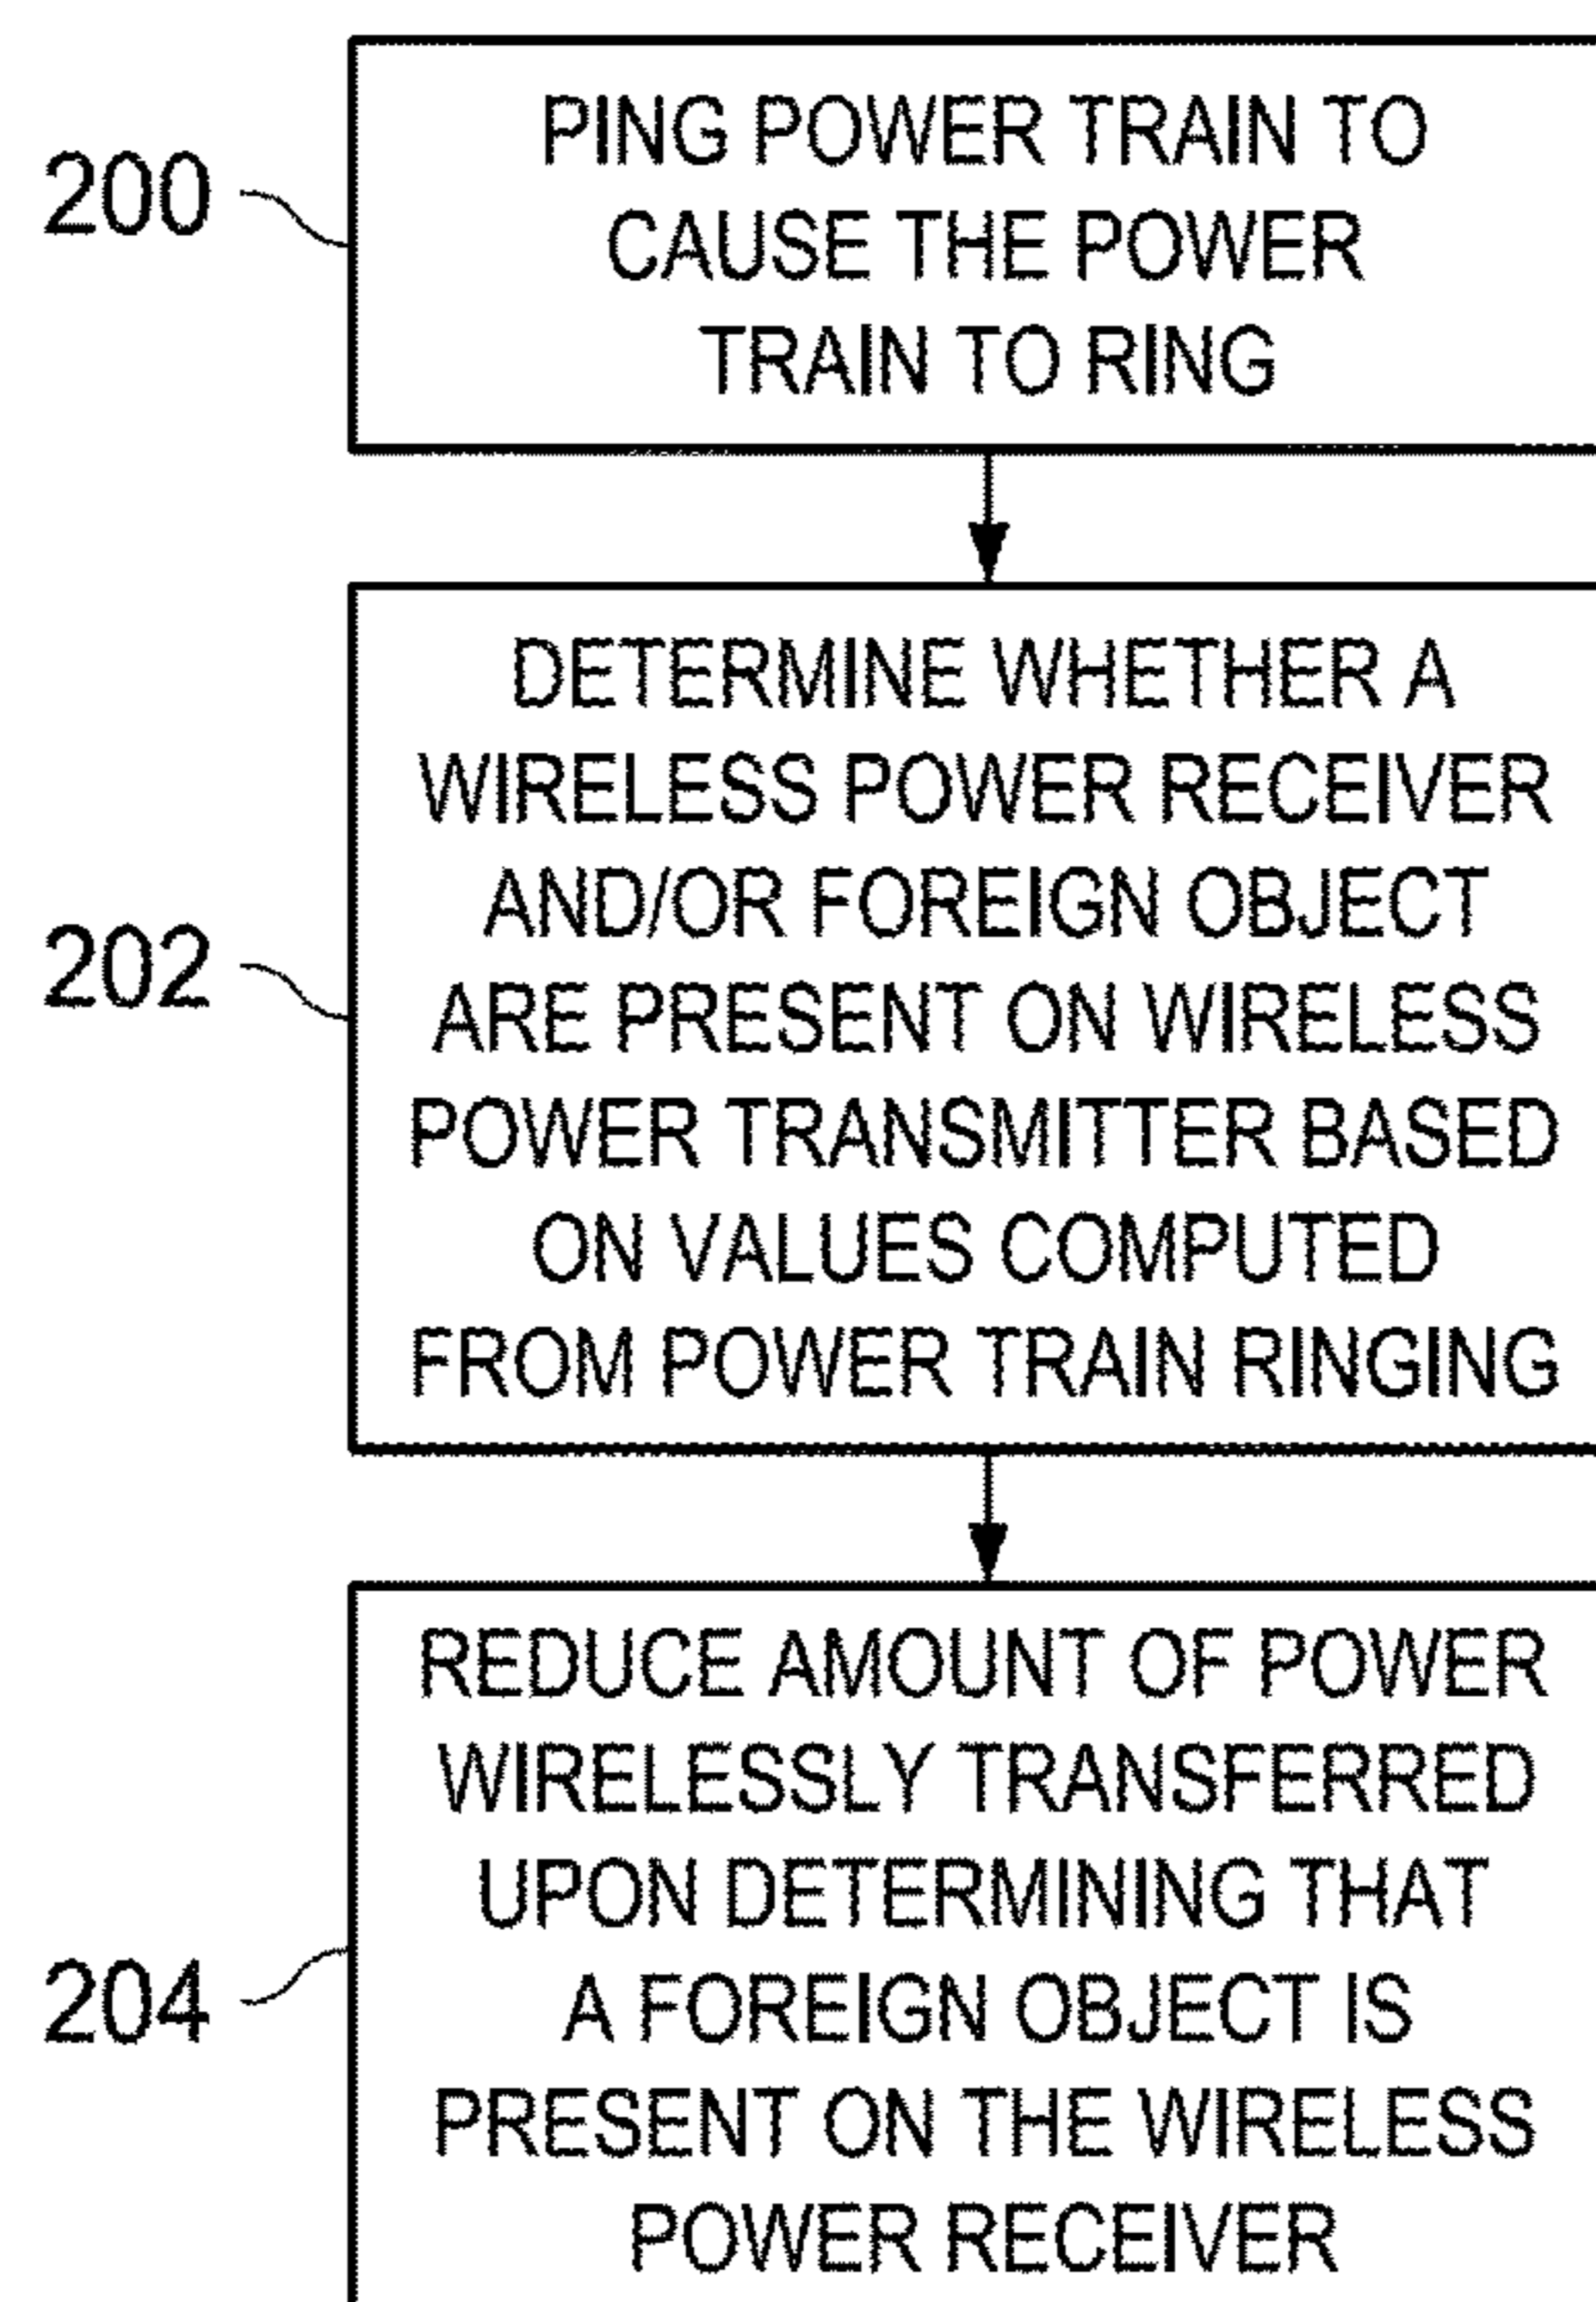 200
PING POWER TRAIN TO
CAUSE THE POWER
TRAIN TO RING
202
DETERMINE WHETHER A
WIRELESS POWER RECEIVER
AND/OR FOREIGN OBJECT
ARE PRESENT ON WIRELESS
POWER TRANSMITTER BASED
ON VALUES COMPUTED
FROM POWER TRAIN RINGING
204
REDUCE AMOUNT OF POWER
WIRELESSLY TRANSFERRED
UPON DETERMINING THAT
A FOREIGN OBJECT IS
PRESENT ON THE WIRELESS
POWER RECEIVER